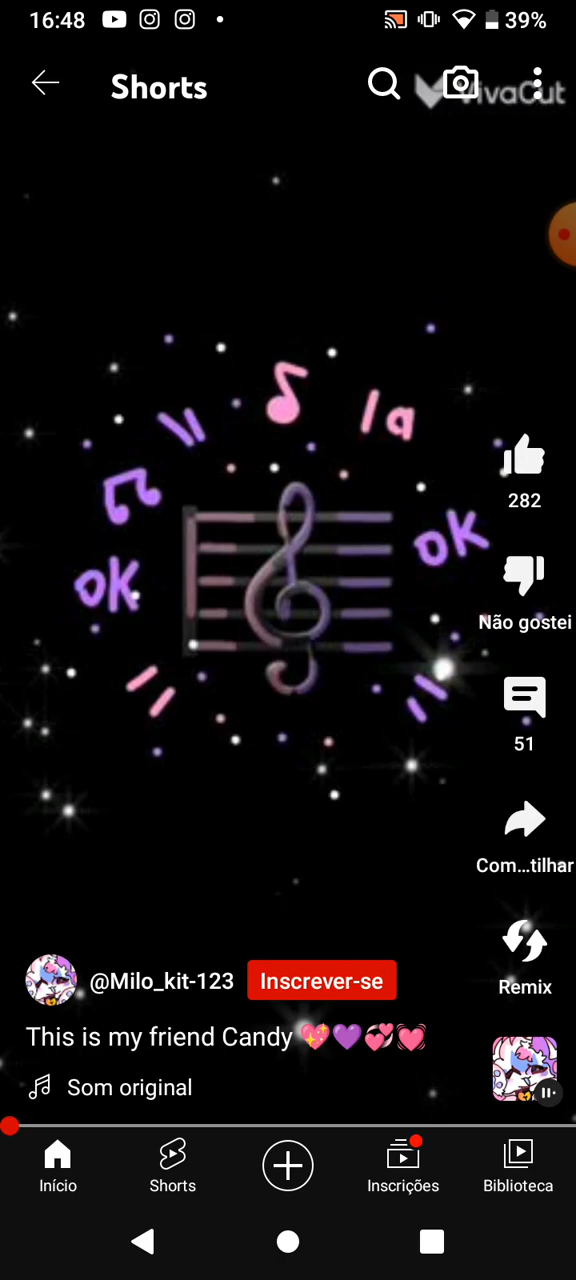 16:48
39%
Shorts
VivaCut
la
OK
OK
282
Não gostei
51
Com...tilhar
Remix
@Milo_kit-123
Inscrever-se
This is my friend Candy 💖💜💞💓
Som original
Início
Shorts
Inscrições
Biblioteca